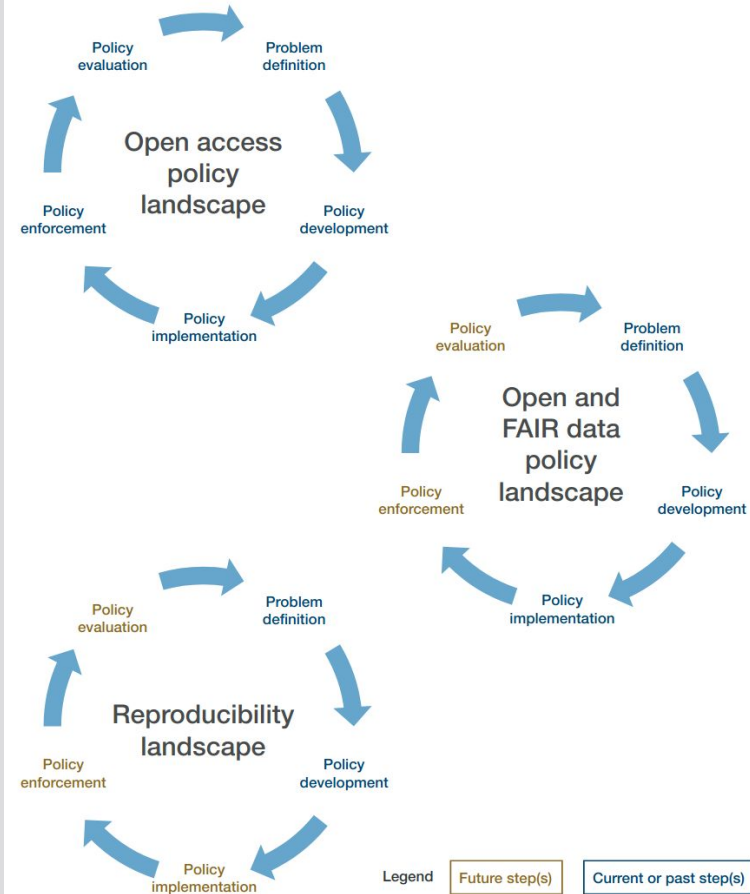 Policy
evaluation
Problem
definition
Open access
policy
landscape
Policy
enforcement
Policy
development
Policy
implementation
Policy
evaluation
Problem
definition
Open and
FAIR data
policy
landscape
Policy
enforcement
Policy
development
Policy
implementation
Policy
evaluation
Problem
definition
Reproducibility
landscape
Policy
enforcement
Policy
development
Policy
implementation
Legend
Future step(s)
Current or past step(s)